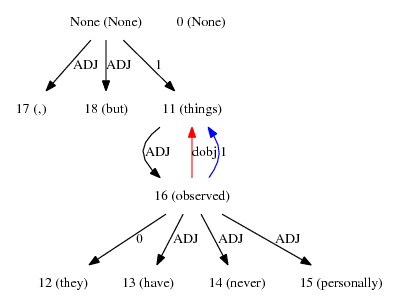 None (None) 0 (None)
ADJ ADJ 1
17 (,) 18 (but) 11 (things)
ADJ dobj 1
16 (observed)
0 ADJ ADJ ADJ
12 (they) 13 (have) 14 (never) 15 (personally)